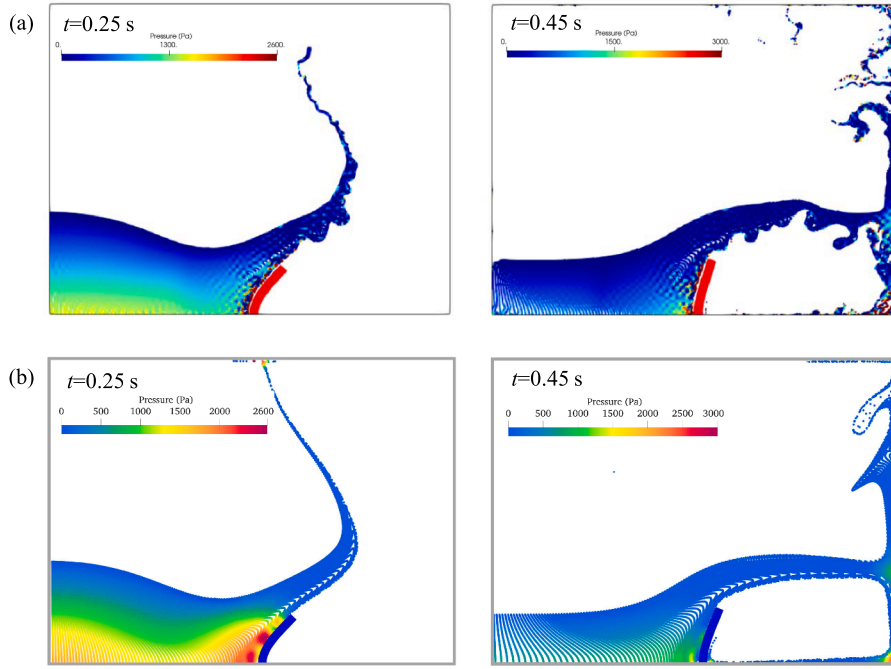 (a)
t=0.25 s
Pressure (Pa)
0. 1300. 2600.
t=0.45 s
Pressure (Pa)
0. 1500. 3000.
(b)
t=0.25 s
Pressure (Pa)
0 500 1000 1500 2000 2600
t=0.45 s
Pressure (Pa)
0 500 1000 1500 2000 2500 3000